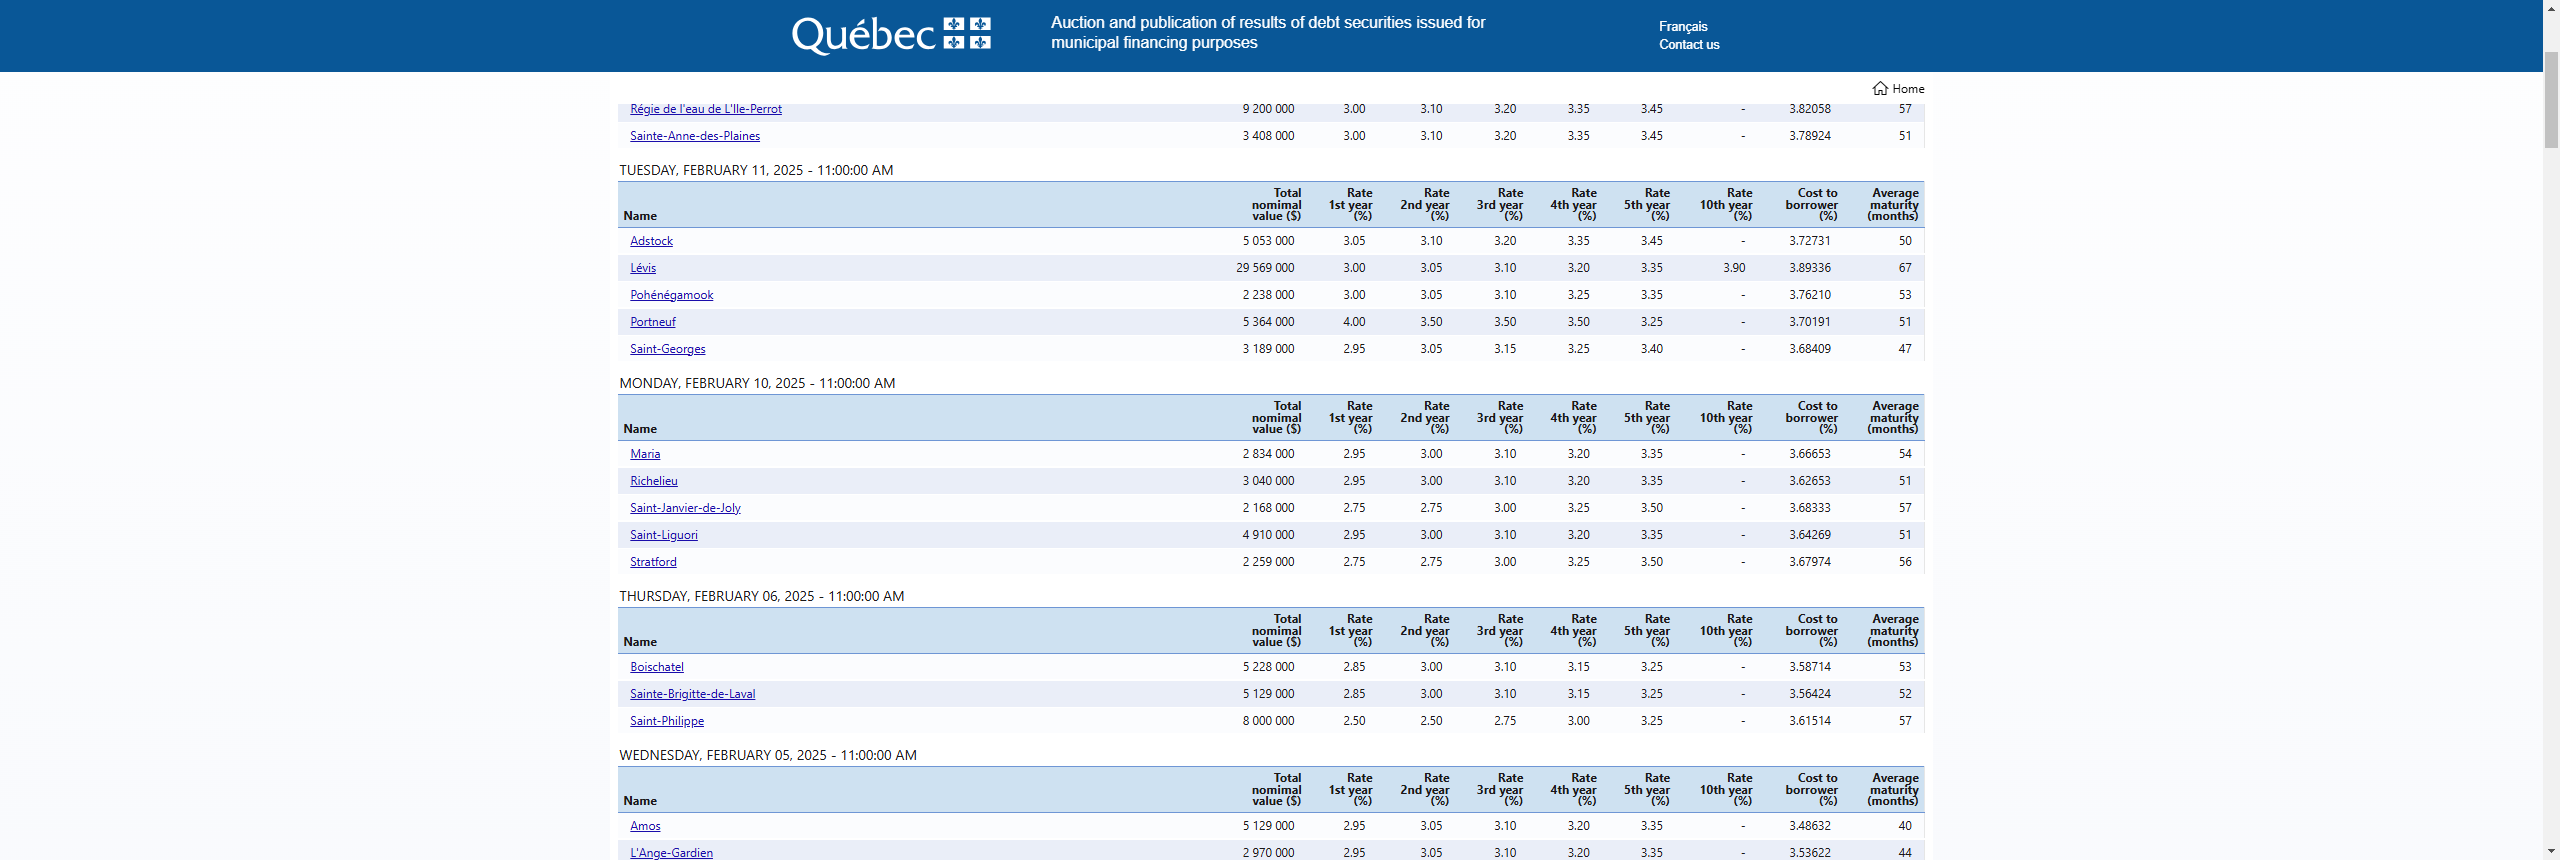 Québec
Auction and publication of results of debt securities issued for
municipal financing purposes
Français
Contact us
Home
Régie de l'eau de L'Ile-Perrot 9 200 000 3.00 3.10 3.20 3.35 3.45 - 3.82058 57
Sainte-Anne-des-Plaines 3 408 000 3.00 3.10 3.20 3.35 3.45 - 3.78924 51
TUESDAY, FEBRUARY 11, 2025 - 11:00:00 AM
Total Rate Rate Rate Rate Rate Rate Cost to Average
nomimal 1st year 2nd year 3rd year 4th year 5th year 10th year borrower maturity
Name value ($) (%) (%) (%) (%) (%) (%) (%) (months)
Adstock 5 053 000 3.05 3.10 3.20 3.35 3.45 - 3.72731 50
Lévis 29 569 000 3.00 3.05 3.10 3.20 3.35 3.90 3.89336 67
Pohénégamook 2 238 000 3.00 3.05 3.10 3.25 3.35 - 3.76210 53
Portneuf 5 364 000 4.00 3.50 3.50 3.50 3.25 - 3.70191 51
Saint-Georges 3 189 000 2.95 3.05 3.15 3.25 3.40 - 3.68409 47
MONDAY, FEBRUARY 10, 2025 - 11:00:00 AM
Total Rate Rate Rate Rate Rate Rate Cost to Average
nomimal 1st year 2nd year 3rd year 4th year 5th year 10th year borrower maturity
Name value ($) (%) (%) (%) (%) (%) (%) (%) (months)
Maria 2 834 000 2.95 3.00 3.10 3.20 3.35 - 3.66653 54
Richelieu 3 040 000 2.95 3.00 3.10 3.20 3.35 - 3.62653 51
Saint-Janvier-de-Joly 2 168 000 2.75 2.75 3.00 3.25 3.50 - 3.68333 57
Saint-Liguori 4 910 000 2.95 3.00 3.10 3.20 3.35 - 3.64269 51
Stratford 2 259 000 2.75 2.75 3.00 3.25 3.50 - 3.67974 56
THURSDAY, FEBRUARY 06, 2025 - 11:00:00 AM
Total Rate Rate Rate Rate Rate Rate Cost to Average
nomimal 1st year 2nd year 3rd year 4th year 5th year 10th year borrower maturity
Name value ($) (%) (%) (%) (%) (%) (%) (%) (months)
Boischatel 5 228 000 2.85 3.00 3.10 3.15 3.25 - 3.58714 53
Sainte-Brigitte-de-Laval 5 129 000 2.85 3.00 3.10 3.15 3.25 - 3.56424 52
Saint-Philippe 8 000 000 2.50 2.50 2.75 3.00 3.25 - 3.61514 57
WEDNESDAY, FEBRUARY 05, 2025 - 11:00:00 AM
Total Rate Rate Rate Rate Rate Rate Cost to Average
nomimal 1st year 2nd year 3rd year 4th year 5th year 10th year borrower maturity
Name value ($) (%) (%) (%) (%) (%) (%) (%) (months)
Amos 5 129 000 2.95 3.05 3.10 3.20 3.35 - 3.48632 40
L'Ange-Gardien 2 970 000 2.95 3.05 3.10 3.20 3.35 - 3.53622 44